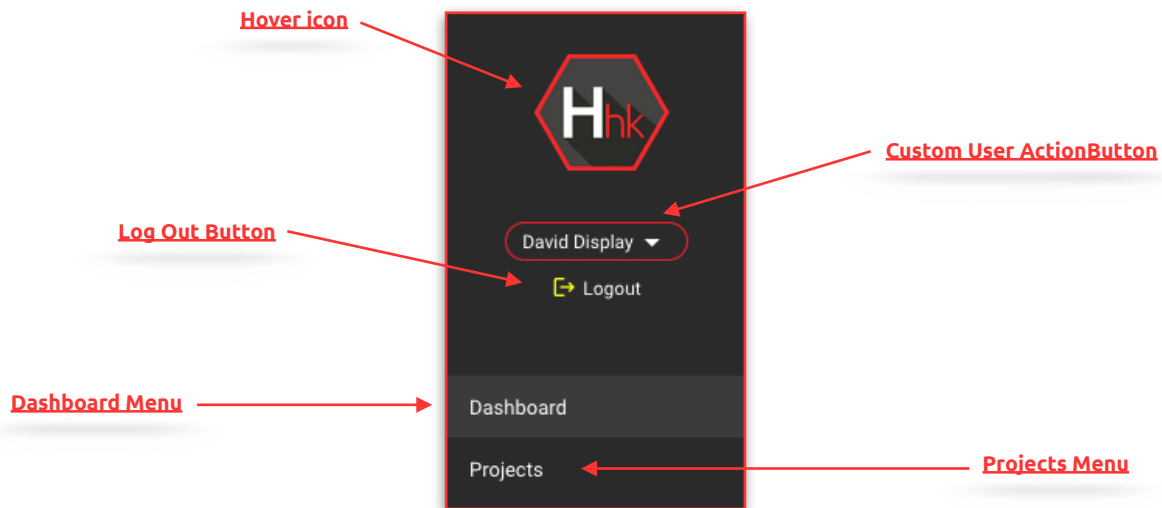 Hover icon
Hhk
Custom User ActionButton
Log Out Button
David Display
Logout
Dashboard Menu
Dashboard
Projects
Projects Menu